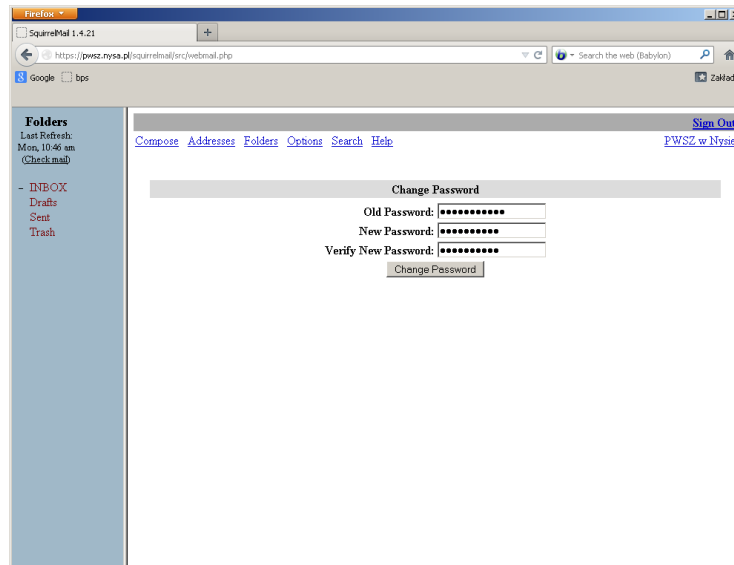 Firefox
SquirrelMail 1.4.21
https://pwsz.nysa.pl/squirrelmail/src/webmail.php
Search the web (Babylon)
Google
bps
Zakład
Folders
Last Refresh:
Mon, 10:46 am
(Check mail)
- INBOX
Drafts
Sent
Trash
Sign Out
Compose Addresses Folders Options Search Help
PWSZ w Nysie
Change Password
Old Password:
New Password:
Verify New Password:
Change Password